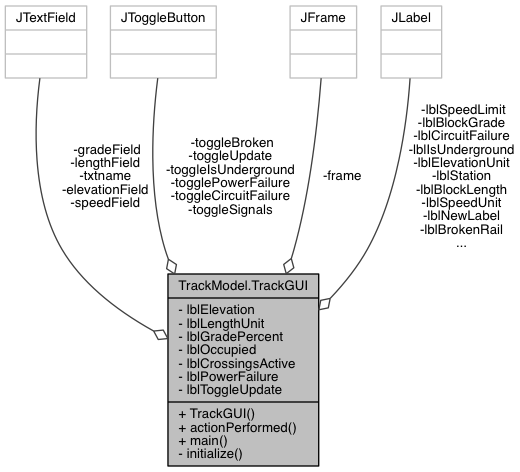 JTextField
JToggleButton
JFrame
JLabel
-gradeField
-lengthField
-txtname
-elevationField
-speedField
-toggleBroken
-toggleUpdate
-toggleIsUnderground
-togglePowerFailure
-toggleCircuitFailure
-toggleSignals
-frame
-lblSpeedLimit
-lblBlockGrade
-lblCircuitFailure
-lblIsUnderground
-lblElevationUnit
-lblStation
-lblBlockLength
-lblSpeedUnit
-lblNewLabel
-lblBrokenRail
...
TrackModel.TrackGUI
- lblElevation
- lblLengthUnit
- lblGradePercent
- lblOccupied
- lblCrossingsActive
- lblPowerFailure
- lblToggleUpdate
+ TrackGUI()
+ actionPerformed()
+ main()
- initialize()